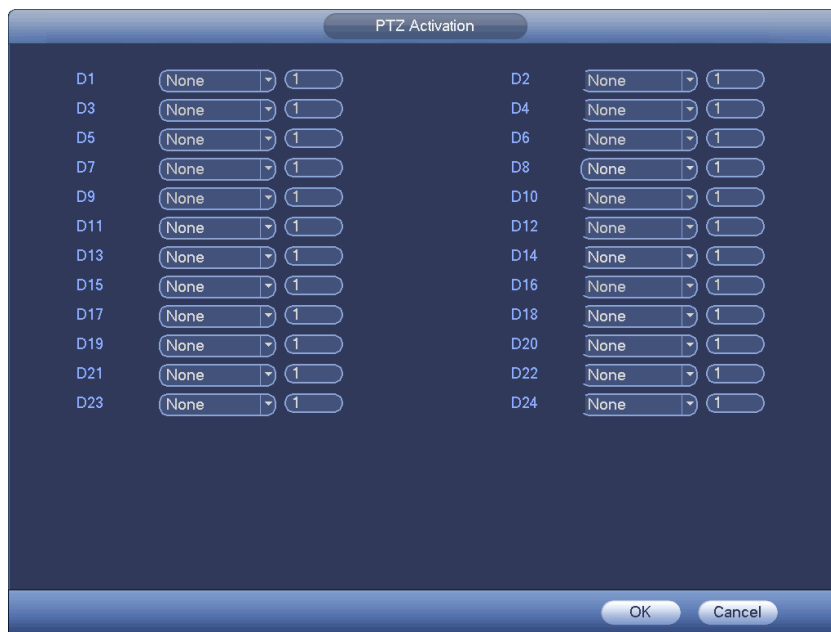 PTZ Activation
D1 None 1 D2 None 1
D3 None 1 D4 None 1
D5 None 1 D6 None 1
D7 None 1 D8 None 1
D9 None 1 D10 None 1
D11 None 1 D12 None 1
D13 None 1 D14 None 1
D15 None 1 D16 None 1
D17 None 1 D18 None 1
D19 None 1 D20 None 1
D21 None 1 D22 None 1
D23 None 1 D24 None 1
OK Cancel